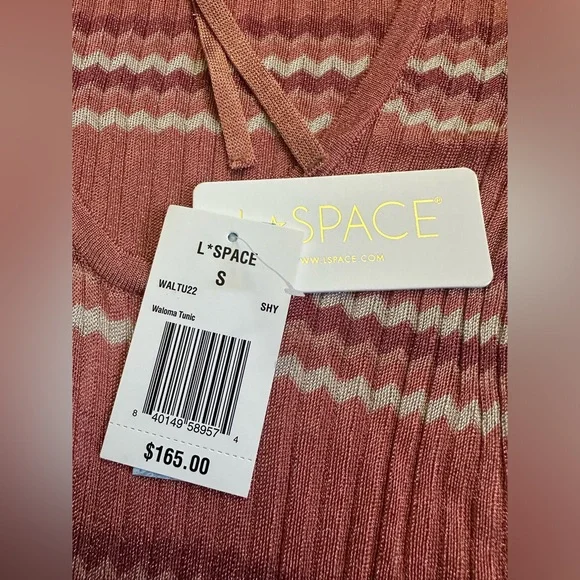 L*SPACE®
WWW.LSPACE.COM
L*SPACE
S
WALTU22
SHY
Waloma Tunic
8 40149 58957 4
$165.00